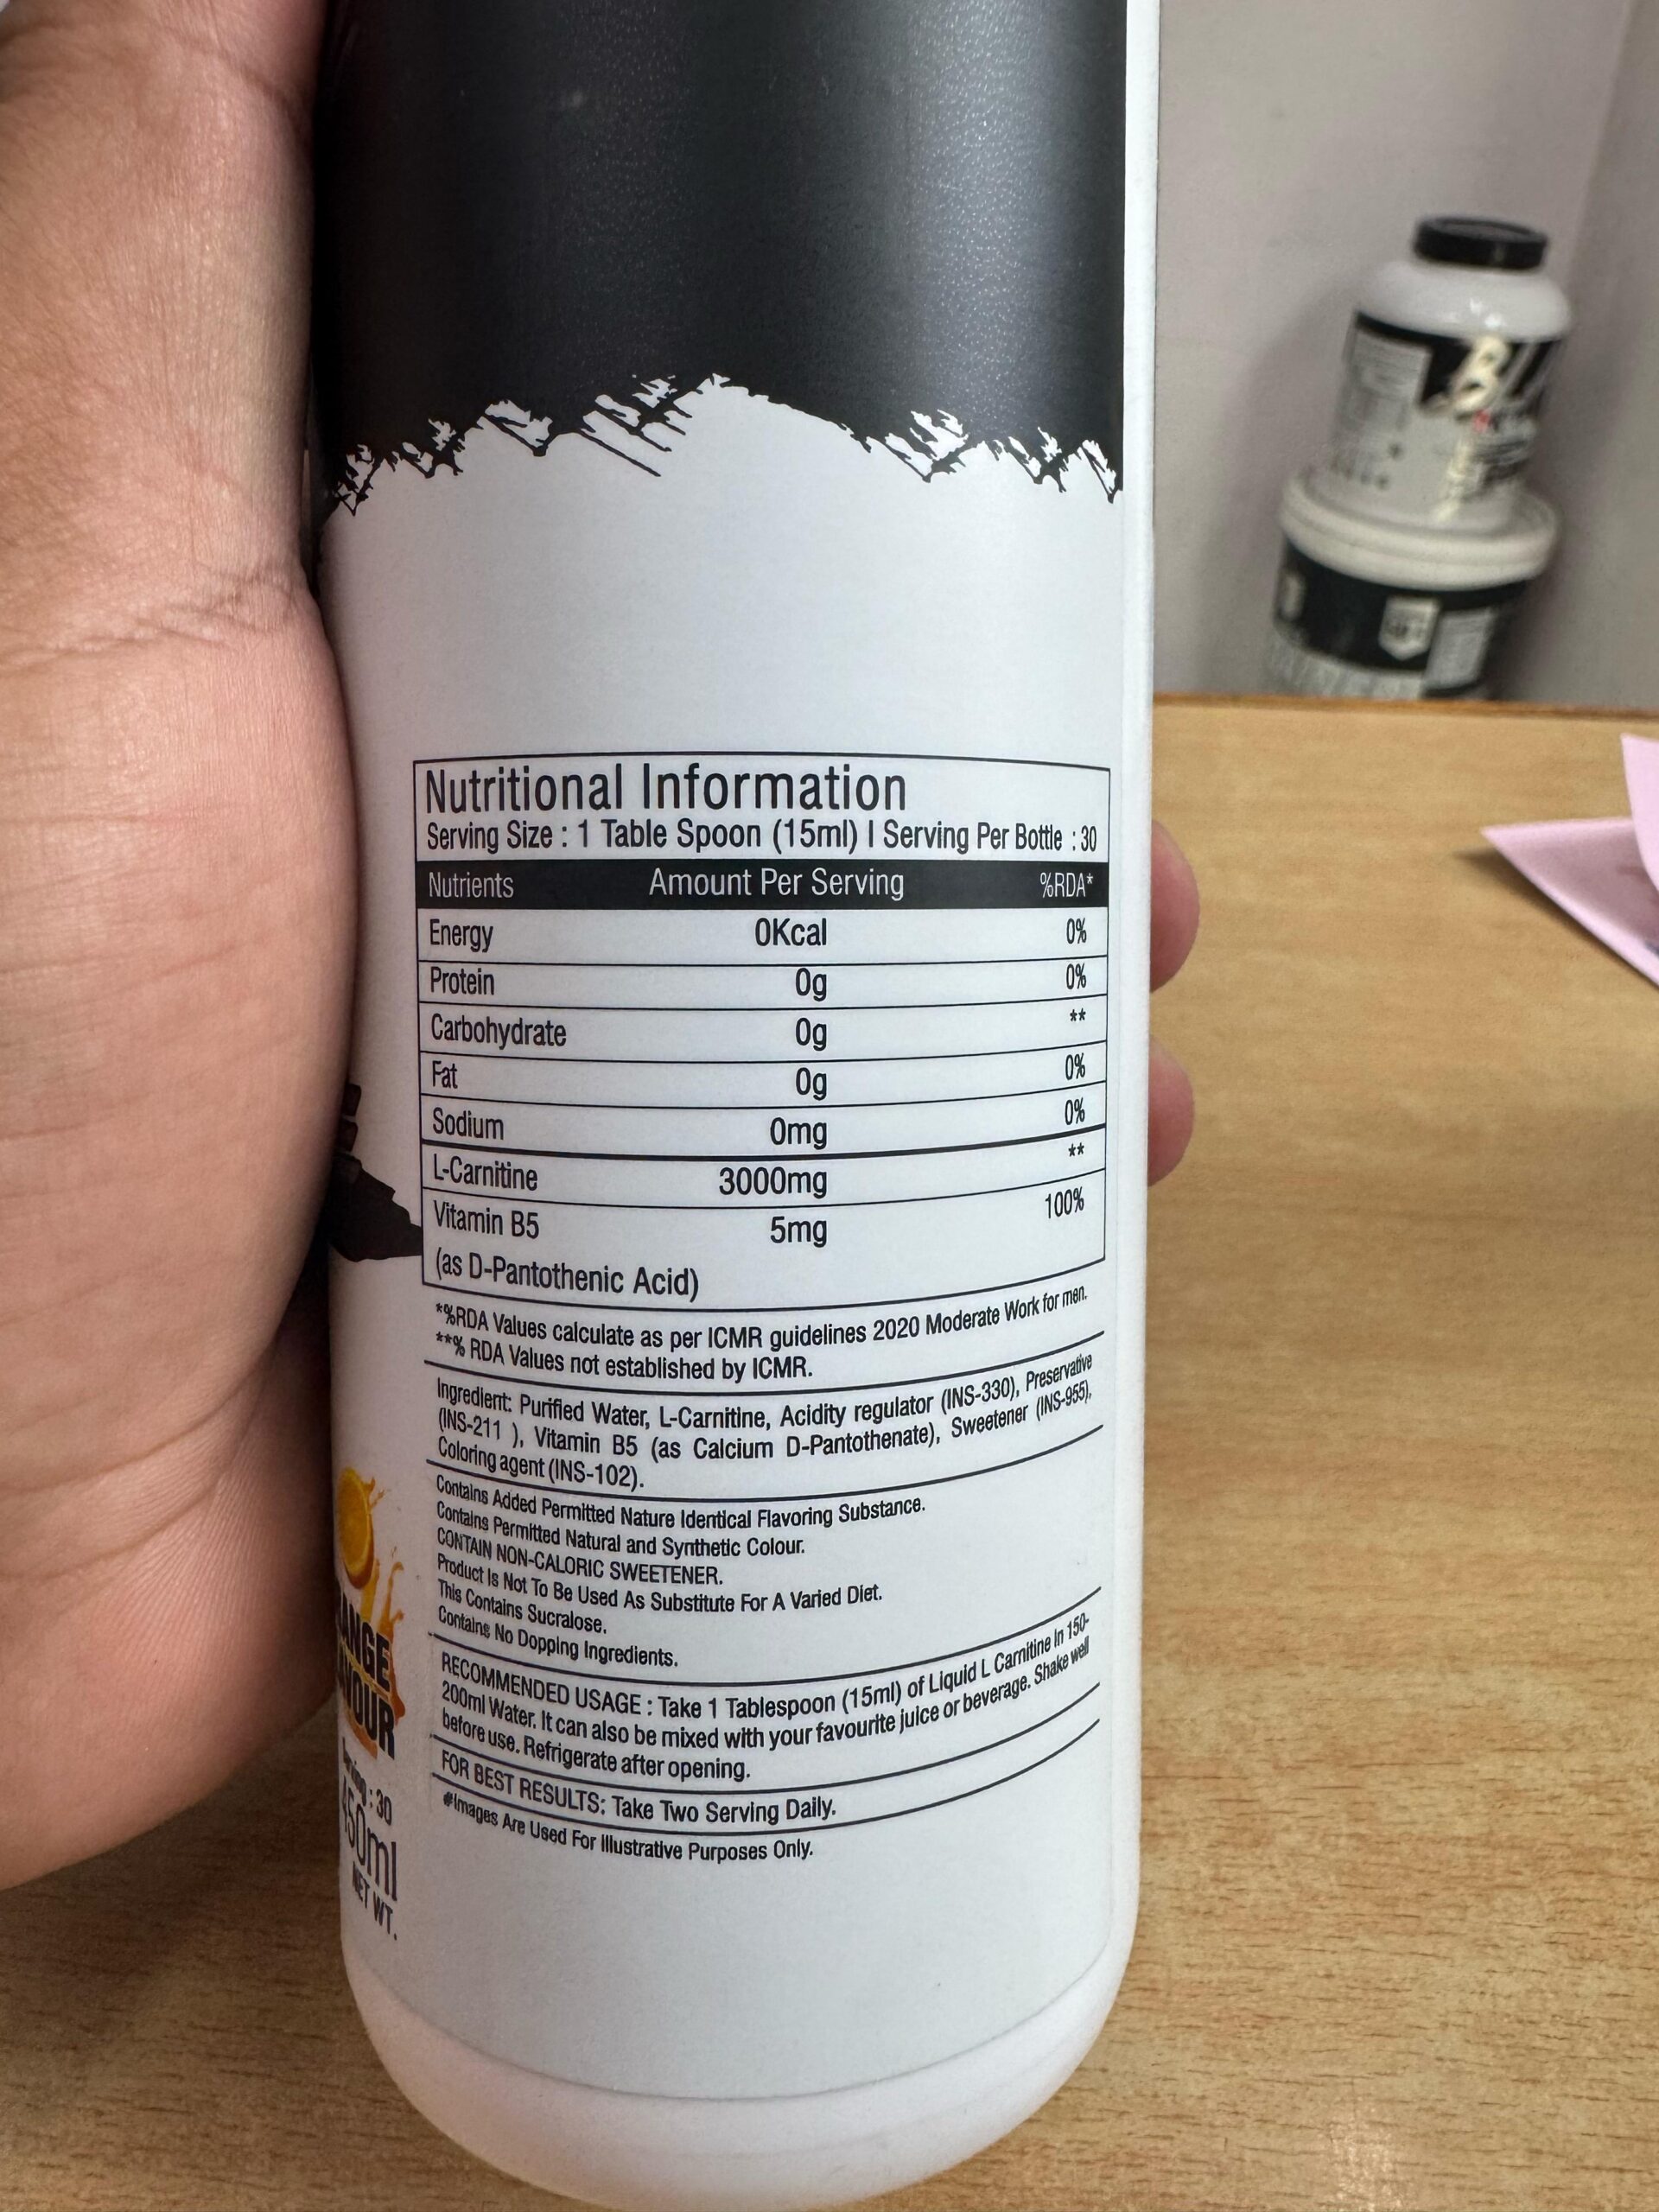 Nutritional Information
Serving Size : 1 Table Spoon (15ml) I Serving Per Bottle : 30
Nutrients Amount Per Serving %RDA*
Energy 0Kcal 0%
Protein 0g 0%
Carbohydrate 0g **
Fat 0g 0%
Sodium 0mg 0%
L-Carnitine 3000mg **
Vitamin B5 5mg 100%
(as D-Pantothenic Acid)
*%RDA Values calculate as per ICMR guidelines 2020 Moderate Work for men.
**% RDA Values not established by ICMR.
Ingredient: Purified Water, L-Carnitine, Acidity regulator (INS-330), Preservative
(INS-211 ), Vitamin B5 (as Calcium D-Pantothenate), Sweetener (INS-955),
Coloring agent (INS-102).
Contains Added Permitted Nature Identical Flavoring Substance.
Contains Permitted Natural and Synthetic Colour.
CONTAIN NON-CALORIC SWEETENER.
Product Is Not To Be Used As Substitute For A Varied Diet.
This Contains Sucralose.
Contains No Dopping Ingredients.
RECOMMENDED USAGE : Take 1 Tablespoon (15ml) of Liquid L Carnitine In 150-
200ml Water. It can also be mixed with your favourite juice or beverage. Shake well
before use. Refrigerate after opening.
FOR BEST RESULTS: Take Two Serving Daily.
#Images Are Used For Illustrative Purposes Only.
: 30
450ml
NET WT.